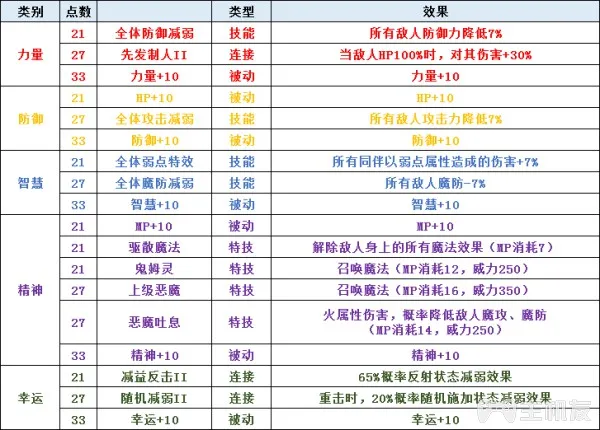 类别 点数 类型 效果
力量 21 全体防御减弱 技能 所有敌人防御力降低7%
27 先发制人II 连接 当敌人HP100%时，对其伤害+30%
33 力量+10 被动 力量+10
防御 21 HP+10 被动 HP+10
27 全体攻击减弱 技能 所有敌人攻击力降低7%
33 防御+10 被动 防御+10
智慧 21 全体弱点特效 技能 所有同伴以弱点属性造成的伤害+7%
27 全体魔防减弱 技能 所有敌人魔防-7%
33 智慧+10 被动 智慧+10
精神 21 MP+10 被动 MP+10
21 驱散魔法 特技 解除敌人身上的所有魔法效果（MP消耗7）
21 鬼姆灵 特技 召唤魔法（MP消耗12，威力250）
27 上级恶魔 特技 召唤魔法（MP消耗16，威力350）
27 恶魔吐息 特技 火属性伤害，概率降低敌人魔攻、魔防
（MP消耗14，威力250）
33 精神+10 被动 精神+10
幸运 21 减益反击II 连接 65%概率反射状态减弱效果
27 随机减弱II 连接 重击时，20%概率随机施加状态减弱效果
33 幸运+10 被动 幸运+10